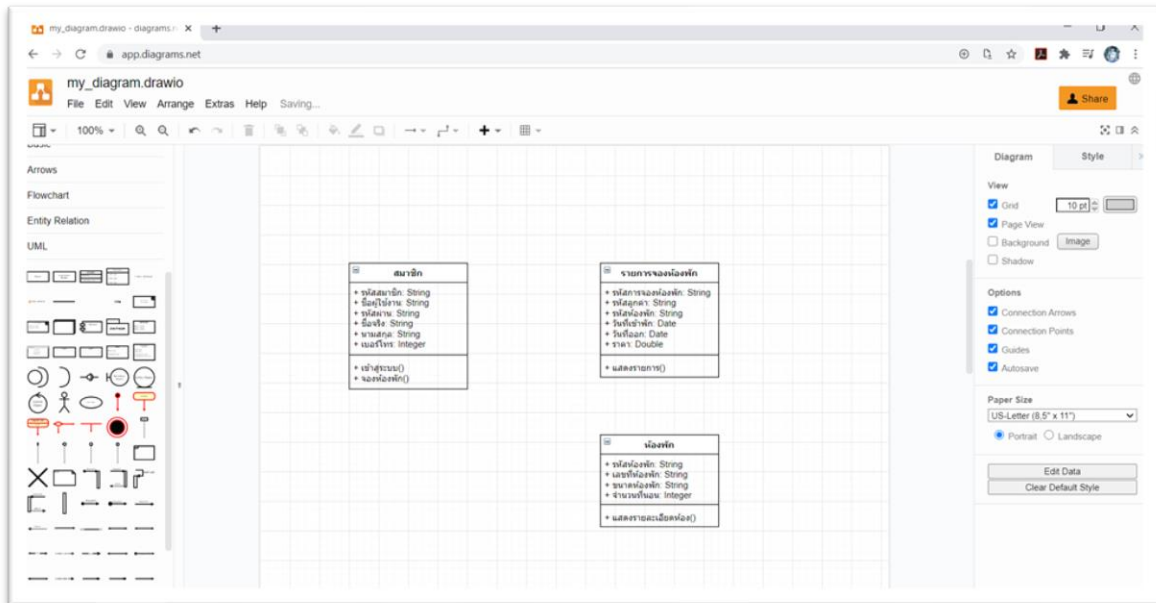 my_diagram.drawio - diagrams.n
app.diagrams.net
my_diagram.drawio
File Edit View Arrange Extras Help Saving...
Share
100%
Basic
Arrows
Flowchart
Entity Relation
UML
สมาชิก
+ รหัสสมาชิก: String
+ ชื่อผู้ใช้งาน: String
+ รหัสผ่าน: String
+ ชื่อจริง: String
+ นามสกุล: String
+ เบอร์โทร: Integer
+ เข้าสู่ระบบ()
+ จองห้องพัก()
รายการจองห้องพัก
+ รหัสการจองห้องพัก: String
+ รหัสลูกค้า: String
+ รหัสห้องพัก: String
+ วันที่เข้าพัก: Date
+ วันที่ออก: Date
+ ราคา: Double
+ แสดงรายการ()
ห้องพัก
+ รหัสห้องพัก: String
+ เลขที่ห้องพัก: String
+ ขนาดห้องพัก: String
+ จำนวนที่นอน: Integer
+ แสดงรายละเอียดห้อง()
Diagram Style
View
Grid 10 pt
Page View
Background Image
Shadow
Options
Connection Arrows
Connection Points
Guides
Autosave
Paper Size
US-Letter (8,5" x 11")
Portrait Landscape
Edit Data
Clear Default Style